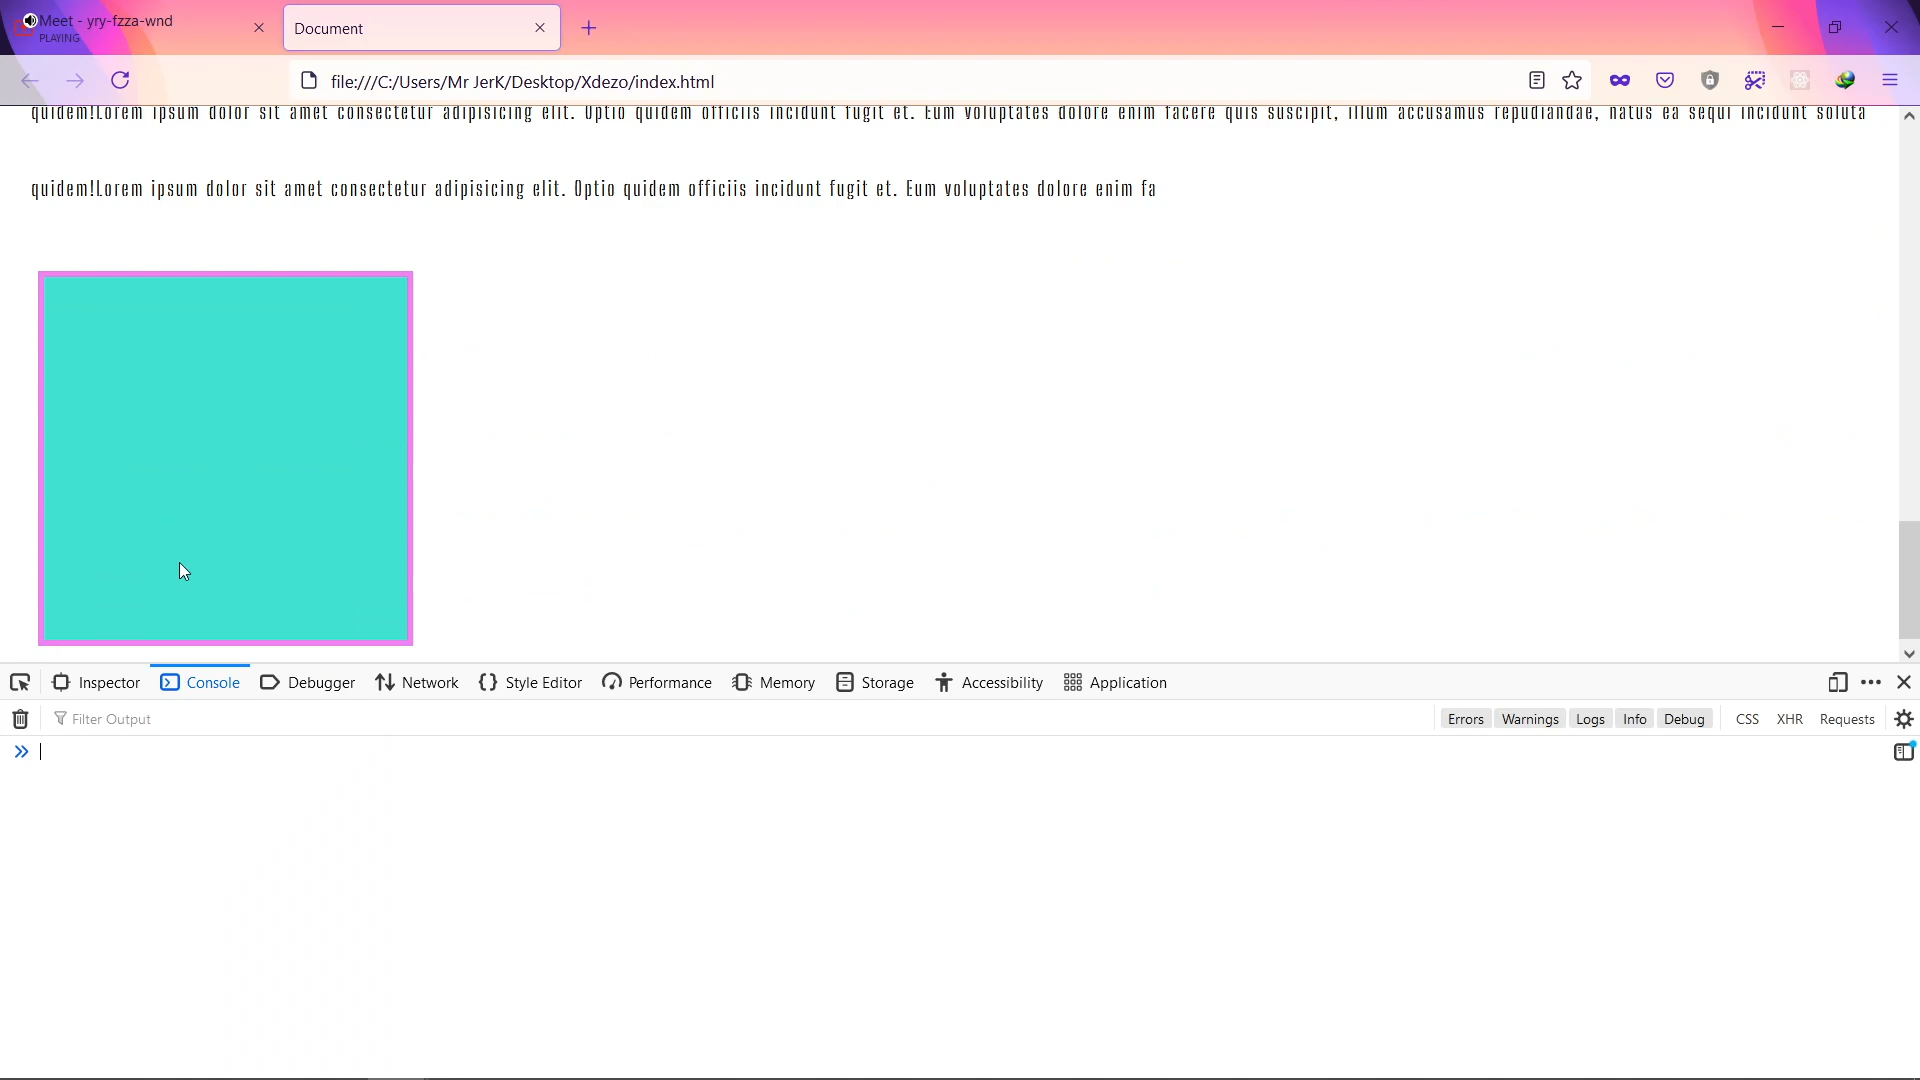 Meet - yry-fzza-wnd
PLAYING
Document
file:///C:/Users/Mr JerK/Desktop/Xdezo/index.html
quidem!Lorem ipsum dolor sit amet consectetur adipisicing elit. Optio quidem officiis incidunt fugit et. Eum voluptates dolore enim facere quis suscipit, illum accusamus repudiandae, natus ea sequi incidunt soluta
quidem!Lorem ipsum dolor sit amet consectetur adipisicing elit. Optio quidem officiis incidunt fugit et. Eum voluptates dolore enim fa
Inspector Console Debugger Network Style Editor Performance Memory Storage Accessibility Application
Filter Output Errors Warnings Logs Info Debug CSS XHR Requests